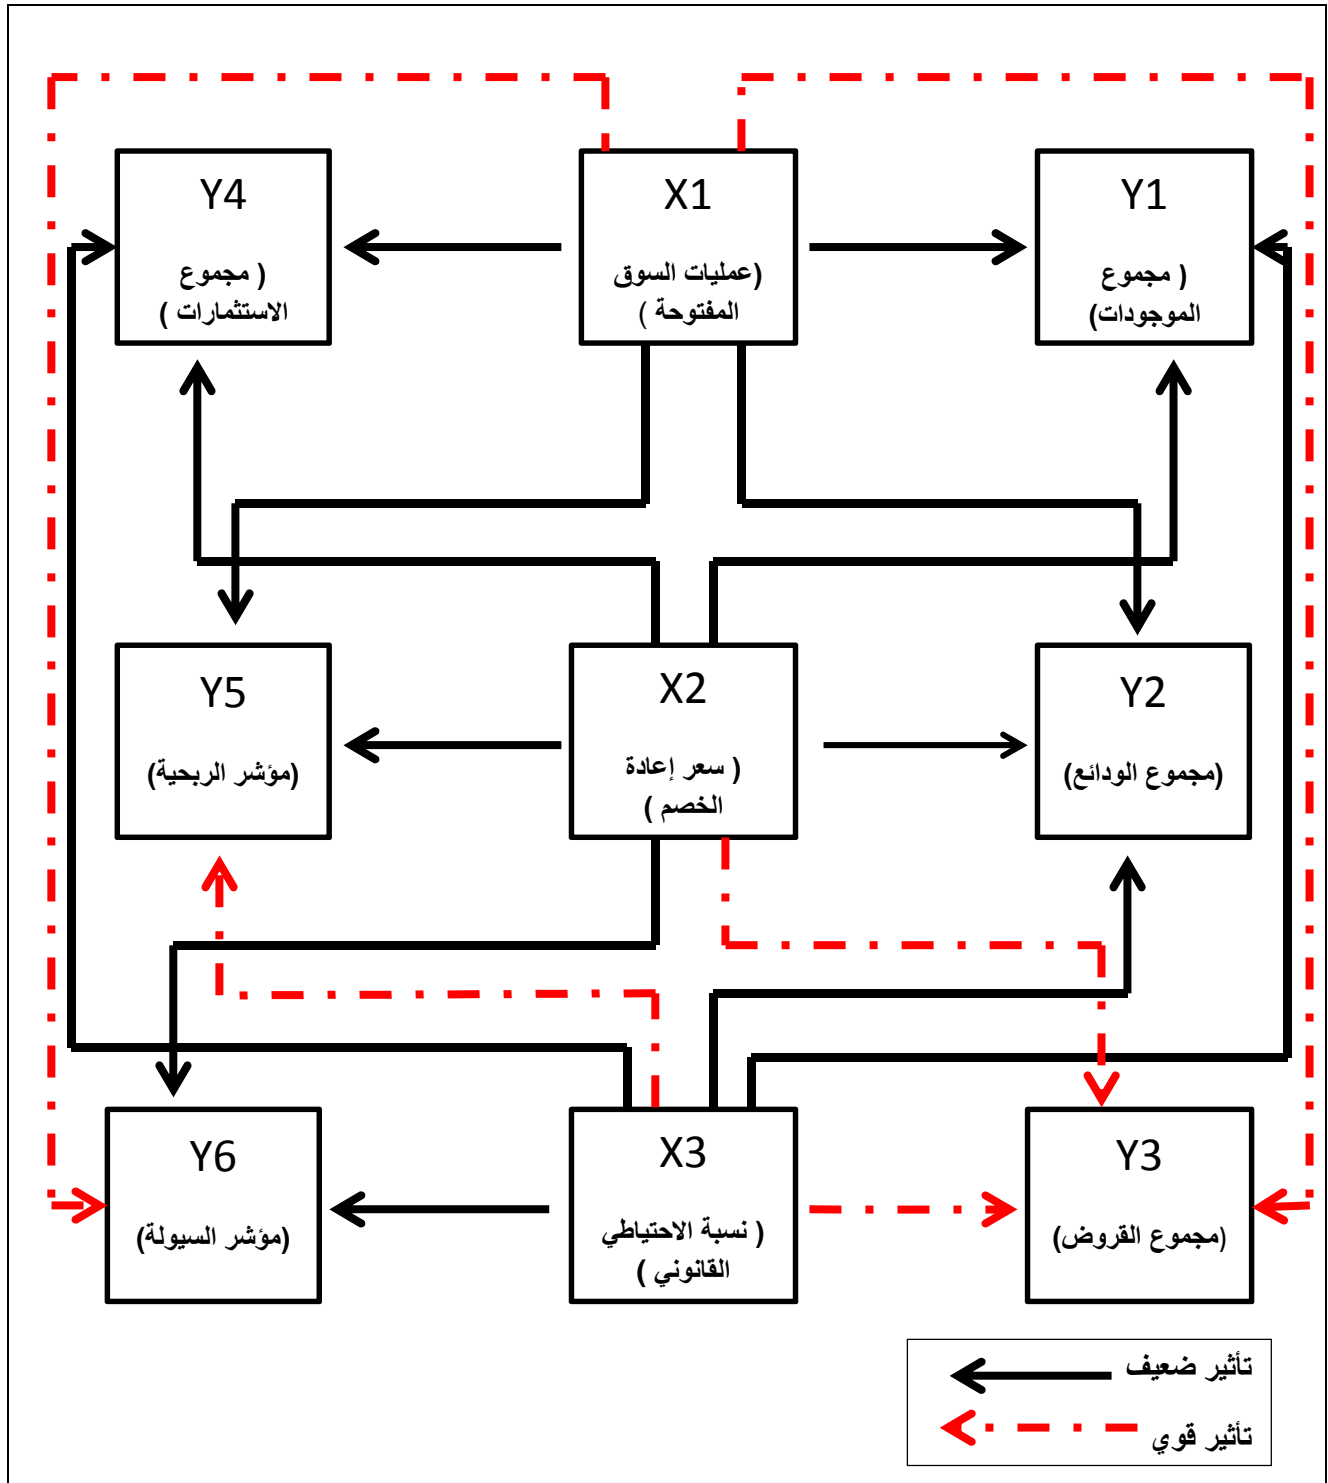 Y1
( مجموع
الموجودات)
X1
(عمليات السوق
المفتوحة )
Y4
( مجموع
الاستثمارات )
Y2
(مجموع الودائع)
X2
( سعر إعادة
الخصم )
Y5
(مؤشر الربحية)
Y3
(مجموع القروض)
X3
( نسبة الاحتياطي
القانوني )
Y6
(مؤشر السيولة)
تأثير ضعيف
تأثير قوي